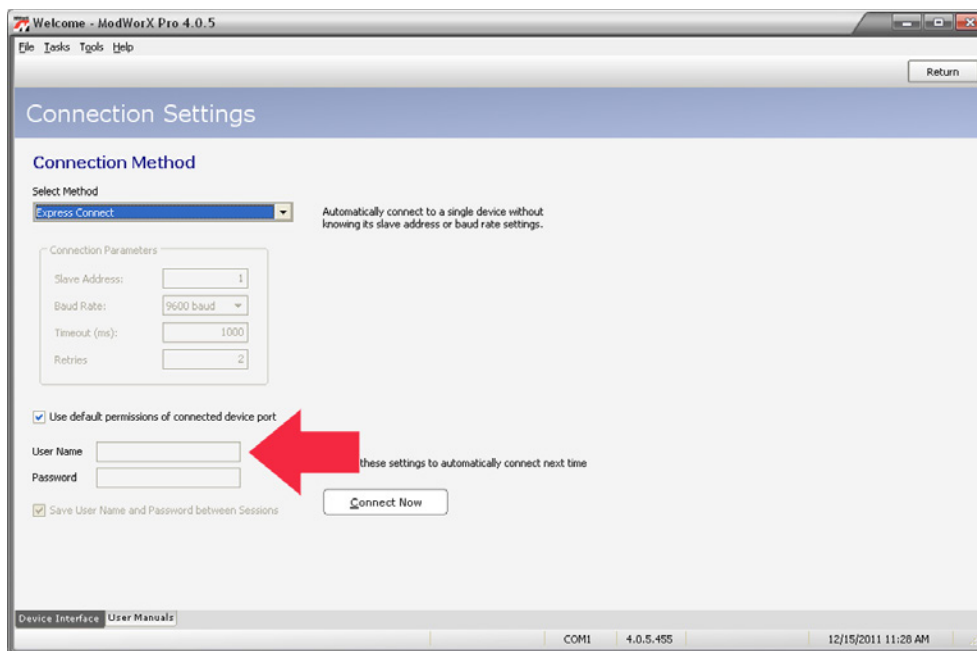 Welcome - ModWorX Pro 4.0.5
File Tasks Tools Help
Return
Connection Settings
Connection Method
Select Method
Express Connect
Automatically connect to a single device without
knowing its slave address or baud rate settings.
Connection Parameters
Slave Address: 1
Baud Rate: 9600 baud
Timeout (ms): 1000
Retries 2
Use default permissions of connected device port
User Name
these settings to automatically connect next time
Password
Connect Now
Save User Name and Password between Sessions
Device Interface User Manuals
COM1 4.0.5.455 12/15/2011 11:28 AM